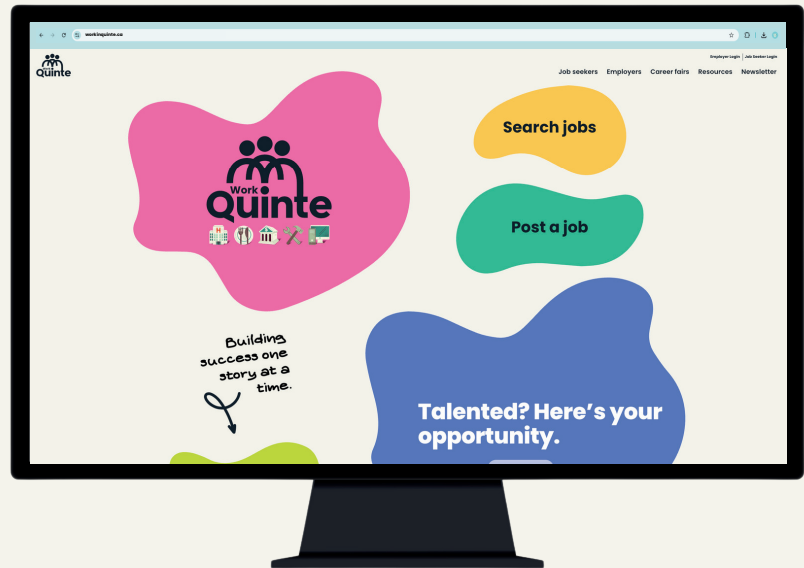 workinquinte.ca
Employer Login | Job Seeker Login
Work
Quinte
Job seekers Employers Career fairs Resources Newsletter
Work
Quinte
Search jobs
Post a job
Building
success one
story at a
time.
Talented? Here's your
opportunity.